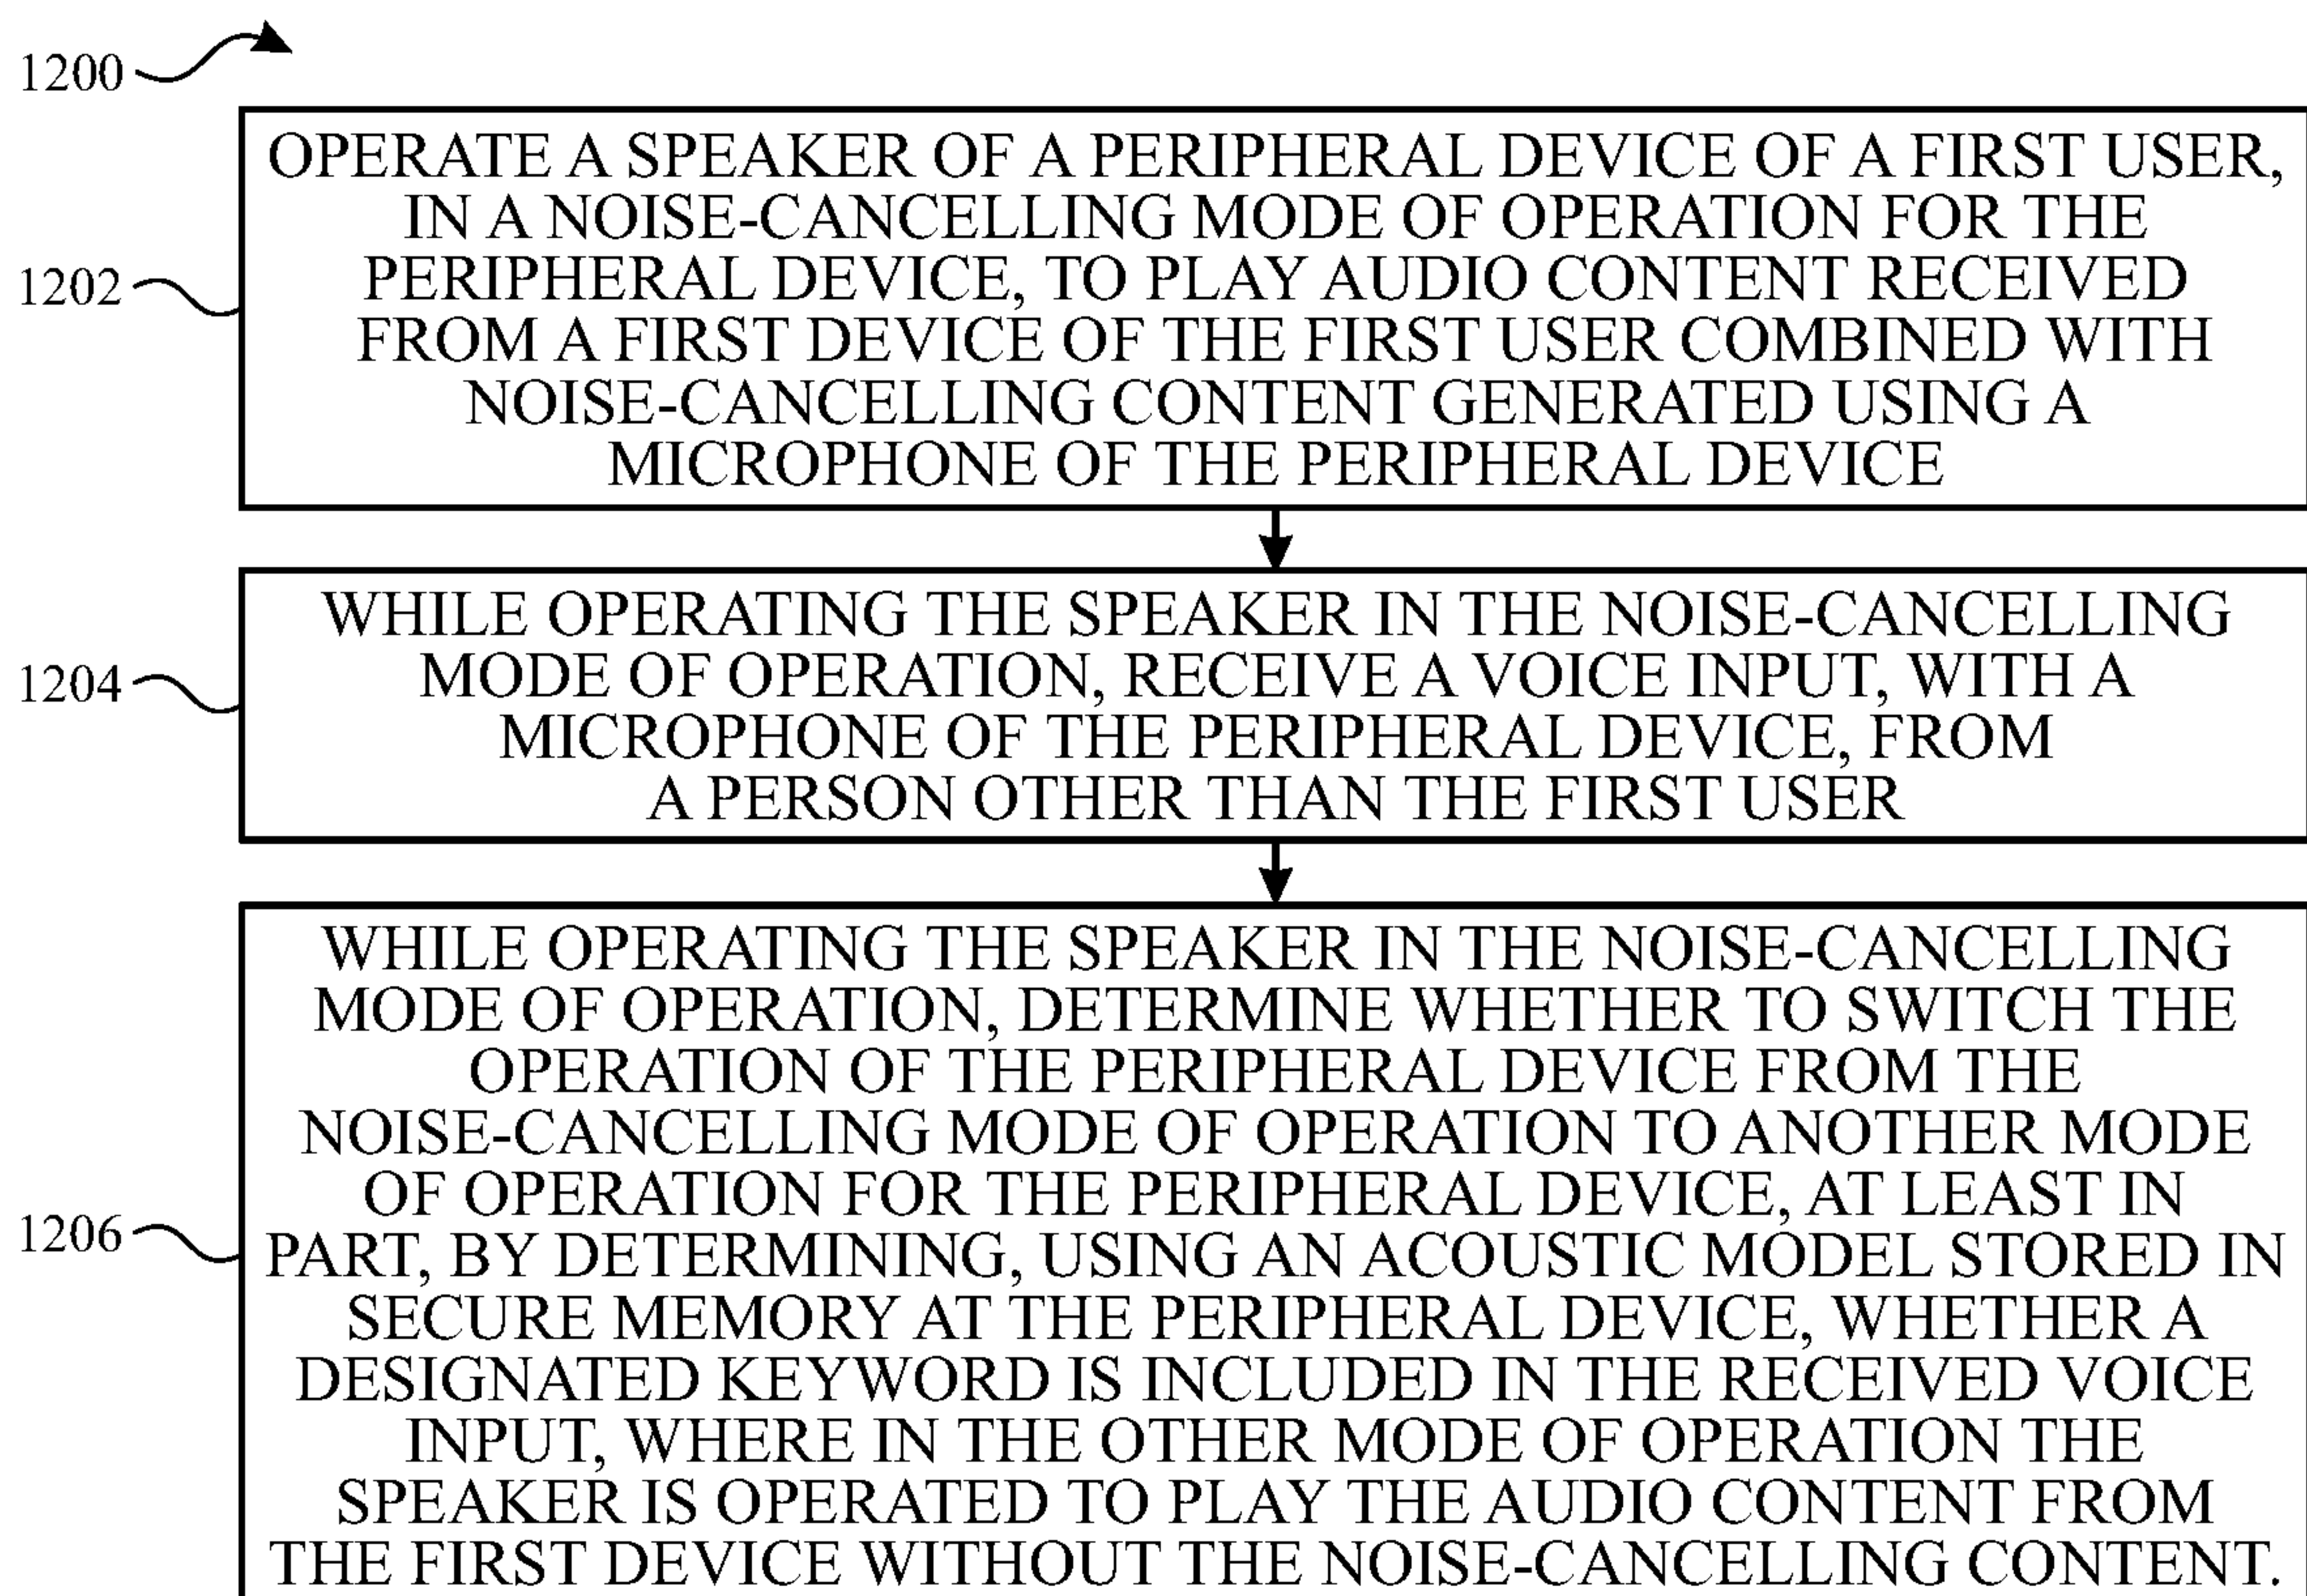 1200
OPERATE A SPEAKER OF A PERIPHERAL DEVICE OF A FIRST USER,
IN A NOISE-CANCELLING MODE OF OPERATION FOR THE
1202
PERIPHERAL DEVICE, TO PLAY AUDIO CONTENT RECEIVED
FROM A FIRST DEVICE OF THE FIRST USER COMBINED WITH
NOISE-CANCELLING CONTENT GENERATED USING A
MICROPHONE OF THE PERIPHERAL DEVICE
WHILE OPERATING THE SPEAKER IN THE NOISE-CANCELLING
MODE OF OPERATION, RECEIVE A VOICE INPUT, WITH A
1204
MICROPHONE OF THE PERIPHERAL DEVICE, FROM
A PERSON OTHER THAN THE FIRST USER
WHILE OPERATING THE SPEAKER IN THE NOISE-CANCELLING
MODE OF OPERATION, DETERMINE WHETHER TO SWITCH THE
OPERATION OF THE PERIPHERAL DEVICE FROM THE
NOISE-CANCELLING MODE OF OPERATION TO ANOTHER MODE
OF OPERATION FOR THE PERIPHERAL DEVICE, AT LEAST IN
1206
PART, BY DETERMINING, USING AN ACOUSTIC MODEL STORED IN
SECURE MEMORY AT THE PERIPHERAL DEVICE, WHETHER A
DESIGNATED KEYWORD IS INCLUDED IN THE RECEIVED VOICE
INPUT, WHERE IN THE OTHER MODE OF OPERATION THE
SPEAKER IS OPERATED TO PLAY THE AUDIO CONTENT FROM
THE FIRST DEVICE WITHOUT THE NOISE-CANCELLING CONTENT.